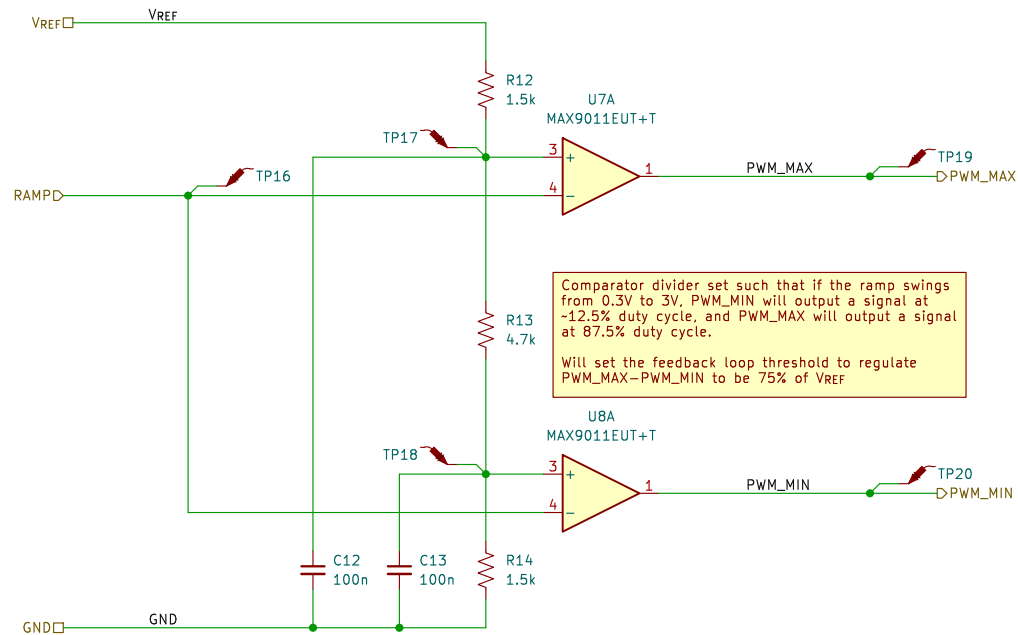 VREF
VREF
R12
1.5k
U7A
MAX9011EUT+T
TP17
3
+
1
PWM_MAX
TP19
PWM_MAX
TP16
RAMP
4
−
Comparator divider set such that if the ramp swings
from 0.3V to 3V, PWM_MIN will output a signal at
~12.5% duty cycle, and PWM_MAX will output a signal
at 87.5% duty cycle.
Will set the feedback loop threshold to regulate
PWM_MAX-PWM_MIN to be 75% of VREF
R13
4.7k
U8A
MAX9011EUT+T
TP18
3
+
1
PWM_MIN
TP20
PWM_MIN
4
−
C12
100n
C13
100n
R14
1.5k
GND
GND